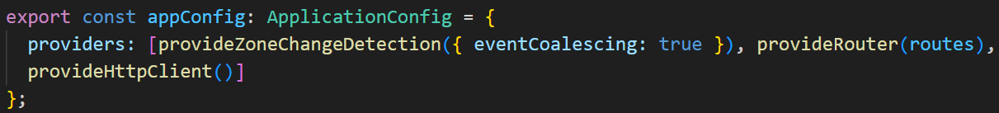 export const appConfig: ApplicationConfig = {
  providers: [provideZoneChangeDetection({ eventCoalescing: true }), provideRouter(routes),
  provideHttpClient()]
};